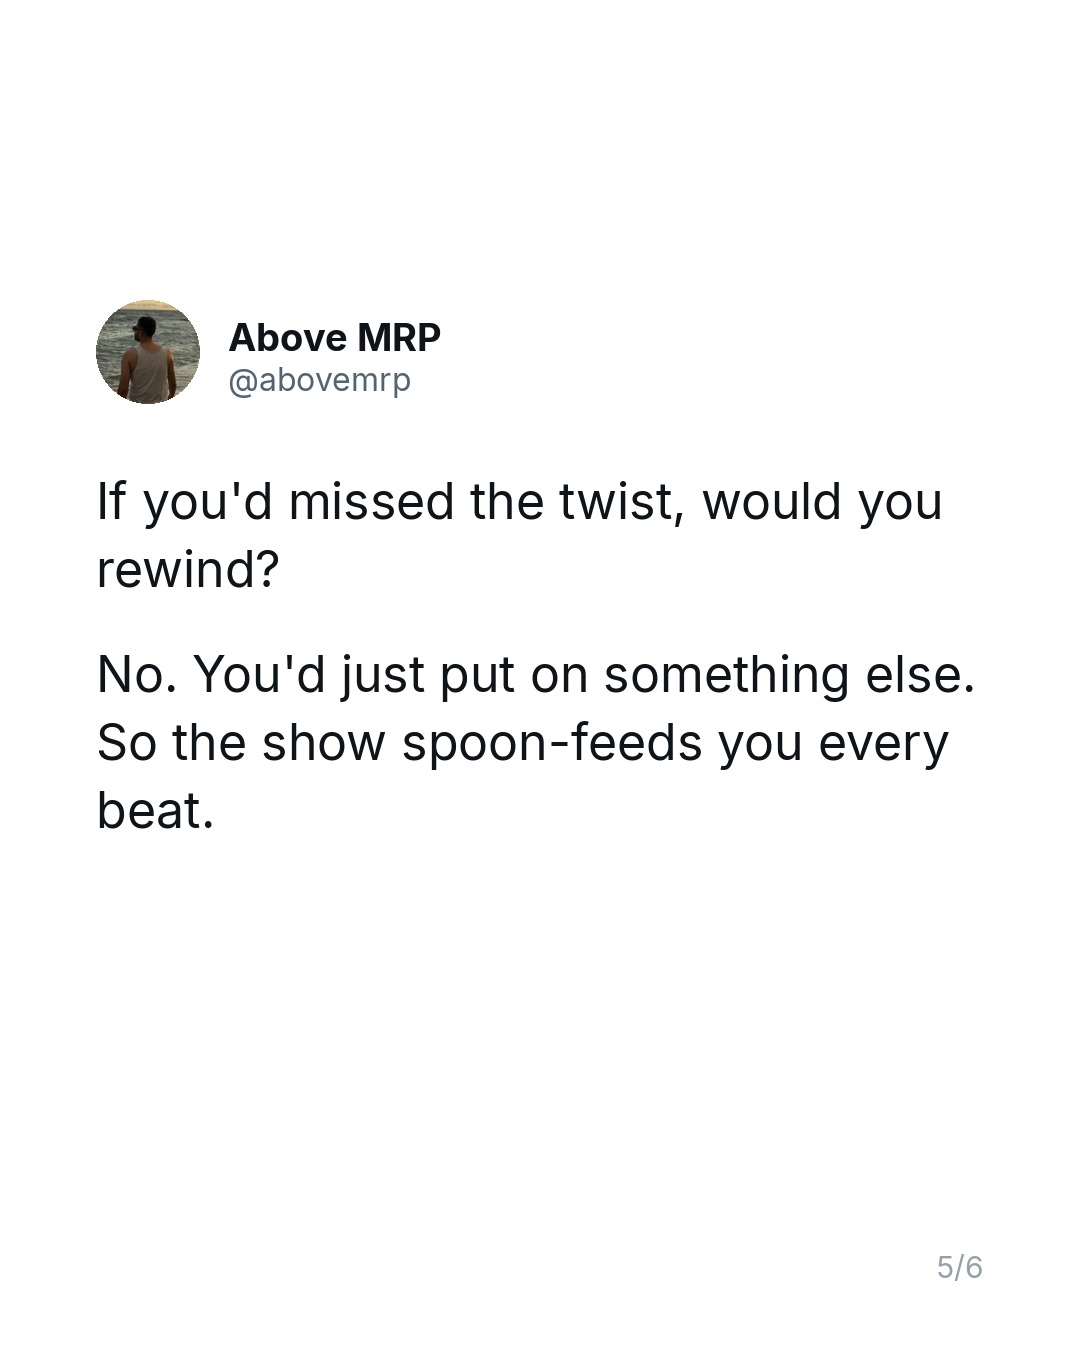 Above MRP
@abovemrp
If you'd missed the twist, would you
rewind?
No. You'd just put on something else.
So the show spoon-feeds you every
beat.
5/6